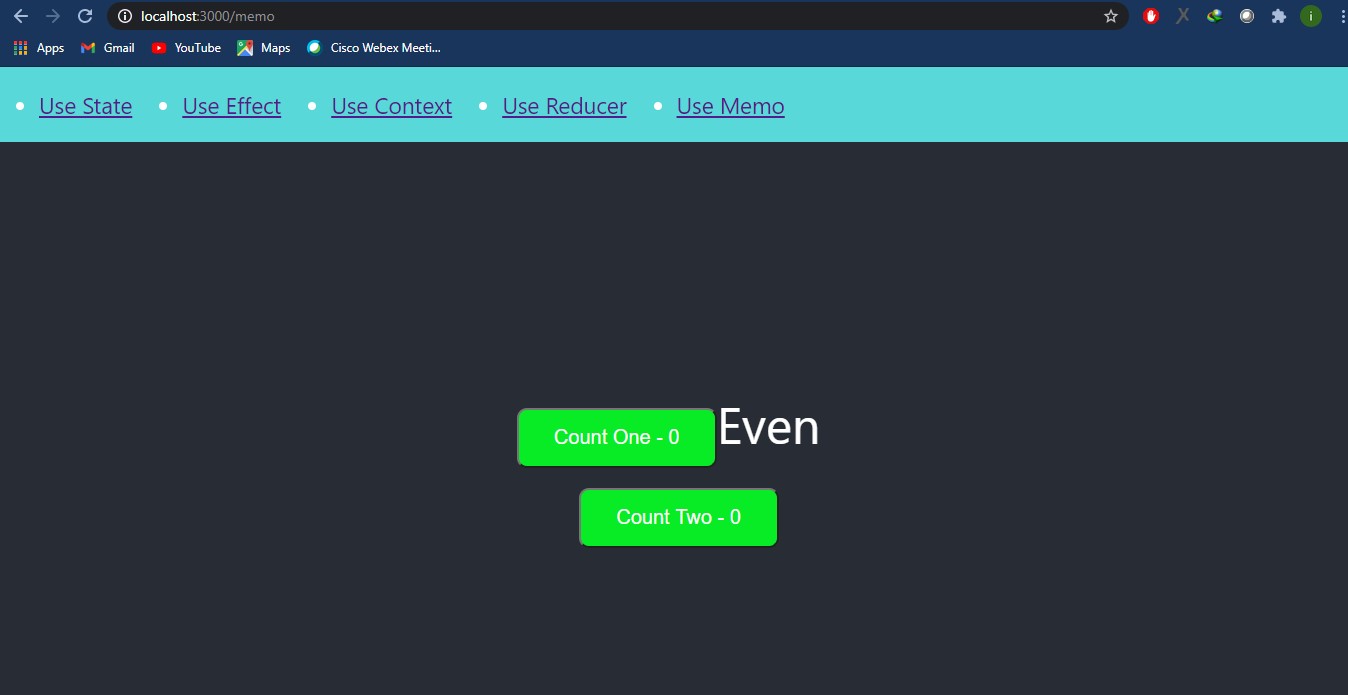 localhost:3000/memo
Apps Gmail YouTube Maps Cisco Webex Meeti...
Use State Use Effect Use Context Use Reducer Use Memo
Count One - 0 Even
Count Two - 0